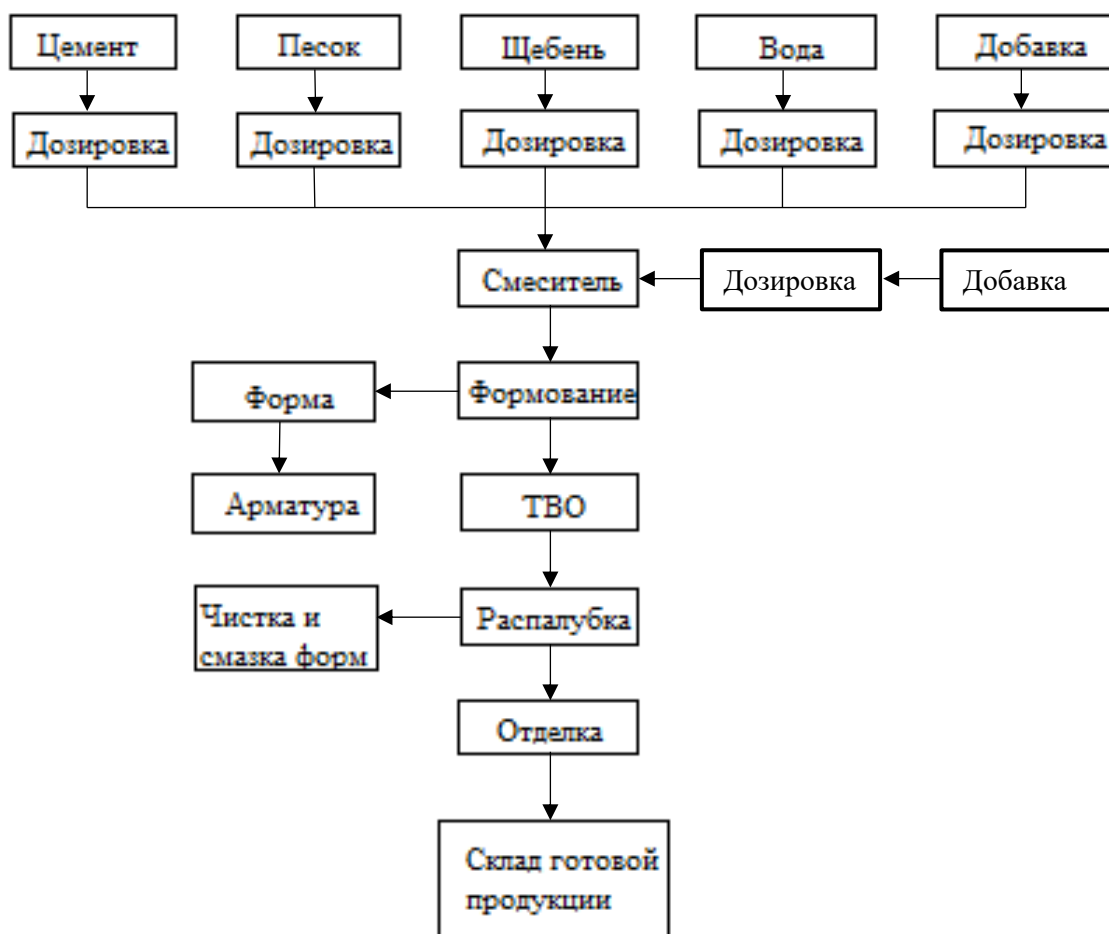 Цемент
Песок
Щебень
Вода
Добавка
Дозировка
Дозировка
Дозировка
Дозировка
Дозировка
Смеситель
Дозировка
Добавка
Форма
Формование
Арматура
ТВО
Чистка и
смазка форм
Распалубка
Отделка
Склад готовой
продукции